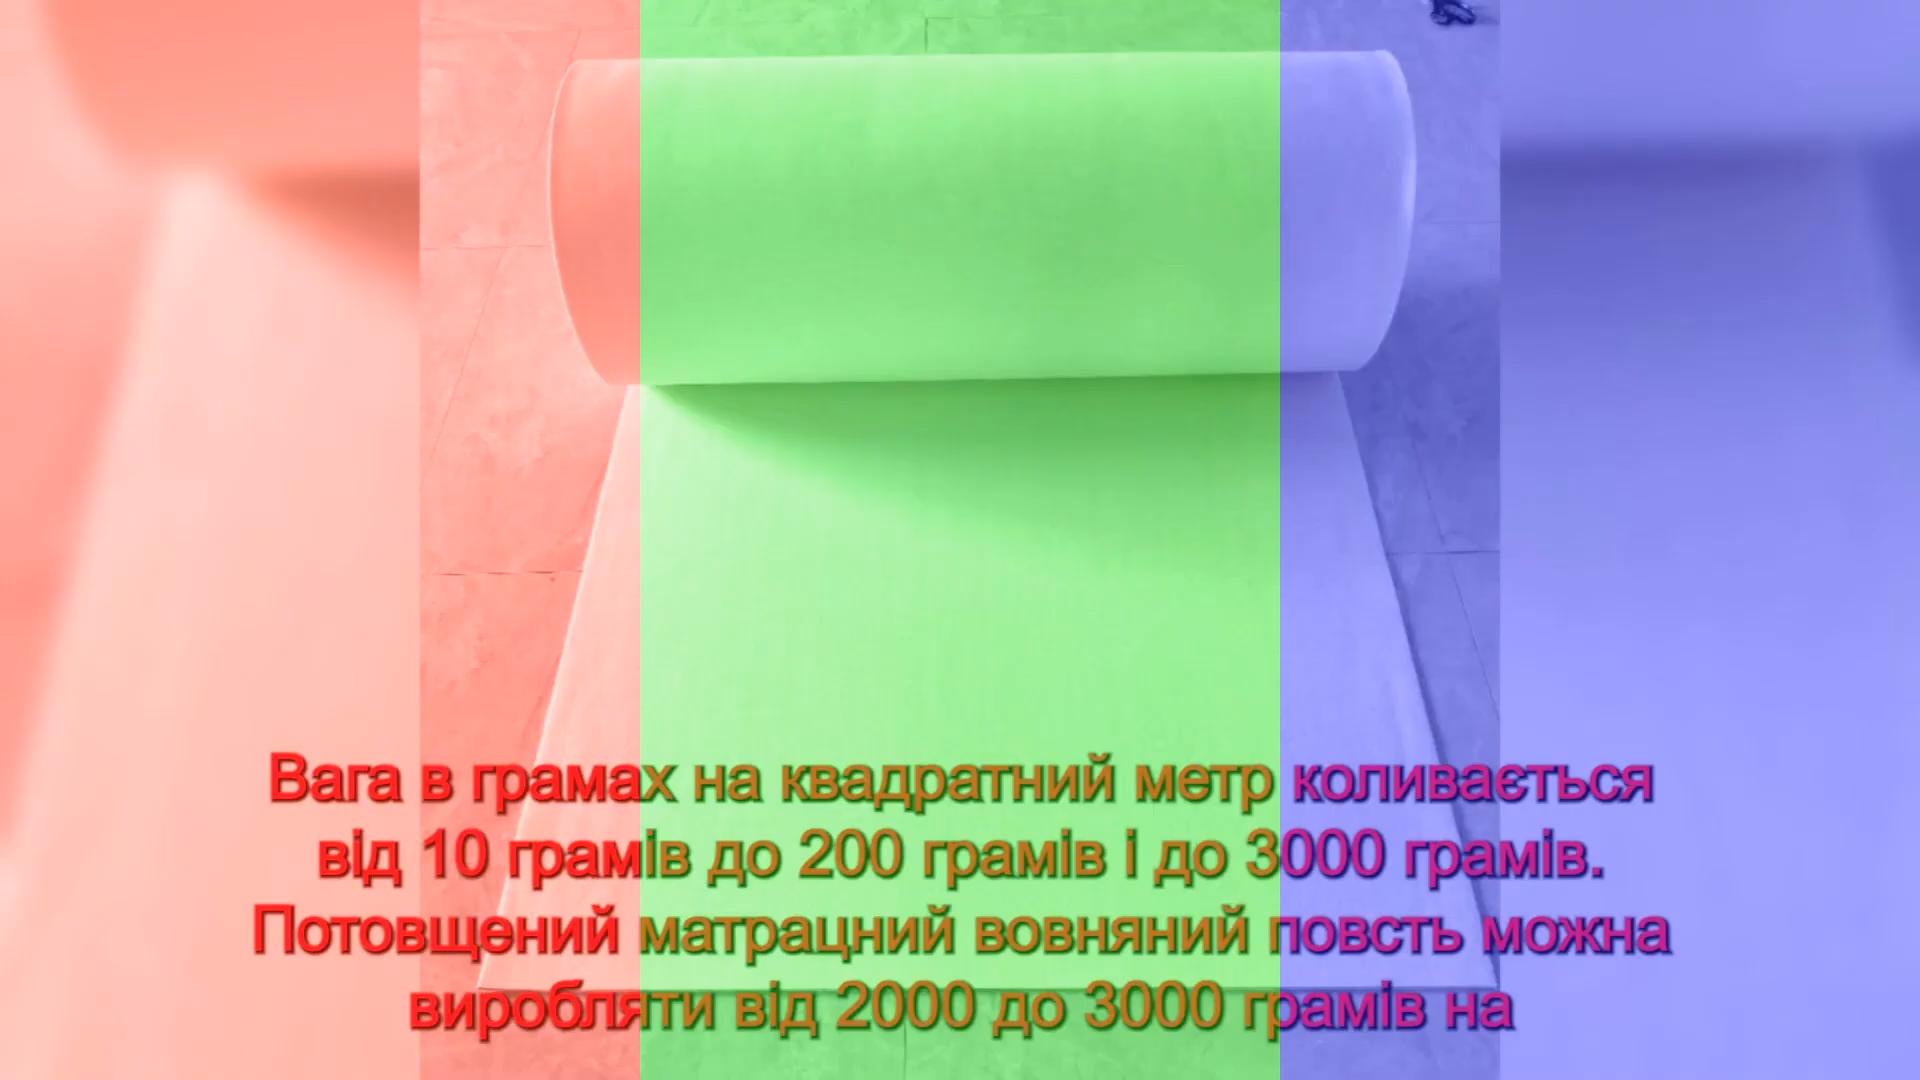 Вага в грамах на квадратний метр коливається
від 10 грамів до 200 грамів і до 3000 грамів.
Потовщений матрацний вовняний повсть можна
виробляти від 2000 до 3000 грамів на